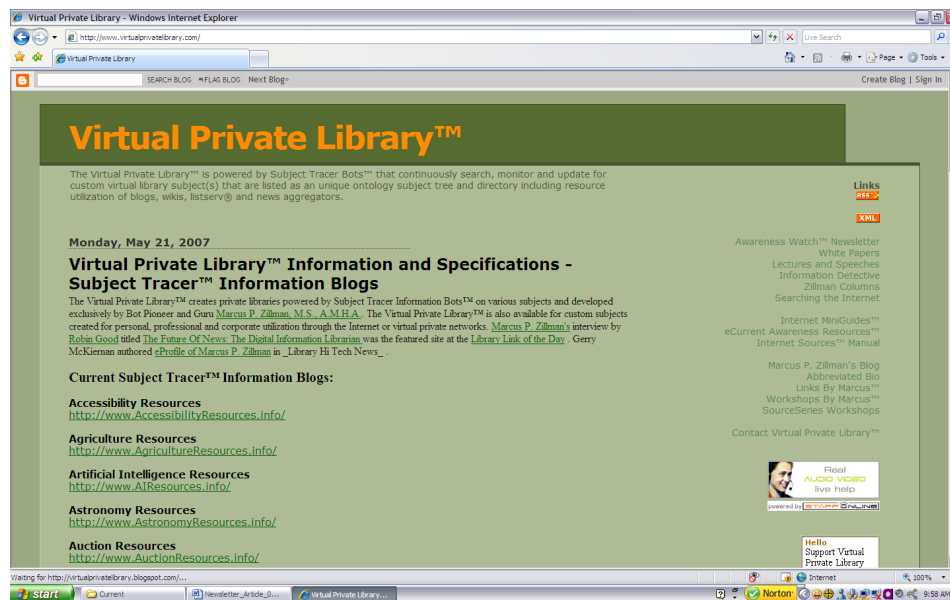 Virtual Private Library - Windows Internet Explorer
http://www.virtualprivatelibrary.com/
Live Search
Virtual Private Library
Page
Tools
SEARCH BLOG FLAG BLOG Next Blog»
Create Blog | Sign In
Virtual Private Library™
The Virtual Private Library™ is powered by Subject Tracer Bots™ that continuously search, monitor and update for
custom virtual library subject(s) that are listed as an unique ontology subject tree and directory including resource
utilization of blogs, wikis, listserv® and news aggregators.
Monday, May 21, 2007
Virtual Private Library™ Information and Specifications -
Subject Tracer™ Information Blogs
The Virtual Private Library™ creates private libraries powered by Subject Tracer Information Bots™ on various subjects and developed
exclusively by Bot Pioneer and Guru Marcus P. Zillman, M.S., A.M.H.A.. The Virtual Private Library™ is also available for custom subjects
created for personal, professional and corporate utilization through the Internet or virtual private networks. Marcus P. Zillman's interview by
Robin Good titled The Future Of News: The Digital Information Librarian was the featured site at the Library Link of the Day . Gerry
McKiernan authored eProfile of Marcus P. Zillman in _Library Hi Tech News_ .
Current Subject Tracer™ Information Blogs:
Accessibility Resources
http://www.AccessibilityResources.info/
Agriculture Resources
http://www.AgricultureResources.info/
Artificial Intelligence Resources
http://www.AIResources.info/
Astronomy Resources
http://www.AstronomyResources.info/
Auction Resources
http://www.AuctionResources.info/
Links
RSS
XML
Awareness Watch™ Newsletter
White Papers
Lectures and Speeches
Information Detective
Zillman Columns
Searching the Internet
Internet MiniGuides™
eCurrent Awareness Resources™
Internet Sources™ Manual
Marcus P. Zillman's Blog
Abbreviated Bio
Links By Marcus™
Workshops By Marcus™
SourceSeries Workshops
Contact Virtual Private Library™
Real
AUDIO VIDEO
live help
powered by STAFF ONLINE
Hello
Support Virtual
Private Library
Waiting for http://virtualprivatelibrary.blogspot.com/...
Internet
100%
start
Current
Newsletter_Article_0...
Virtual Private Library...
Norton
9:58 AM